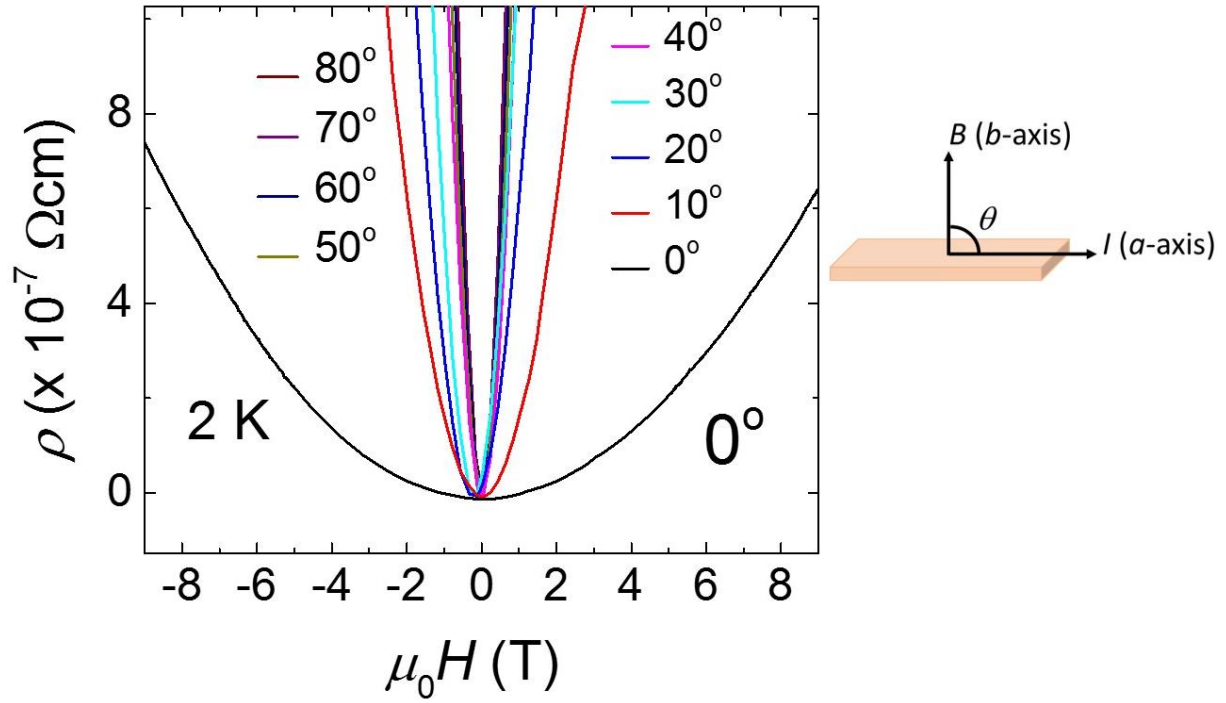 ρ (x 10⁻⁷ Ωcm)
8
4
0
80°
70°
60°
50°
40°
30°
20°
10°
0°
2 K
0°
-8 -6 -4 -2 0 2 4 6 8
μ₀H (T)
B (b-axis)
θ
I (a-axis)